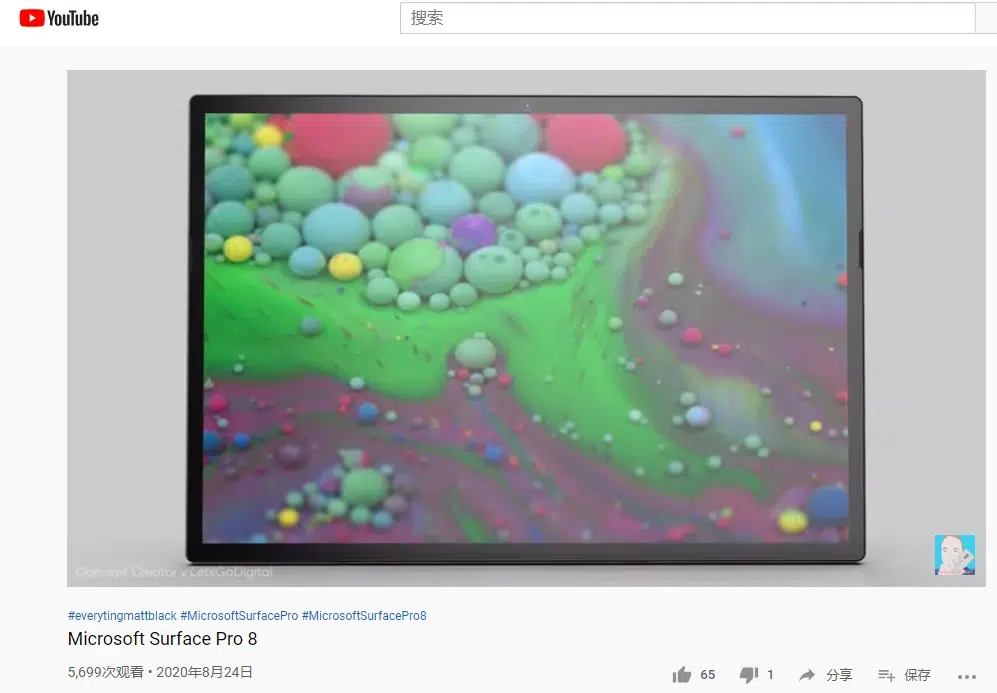 YouTube
搜索
Concept Creator v LetsGoDigital
#everytingmattblack #MicrosoftSurfacePro #MicrosoftSurfacePro8
Microsoft Surface Pro 8
5,699次观看 • 2020年8月24日
65
1
分享
保存